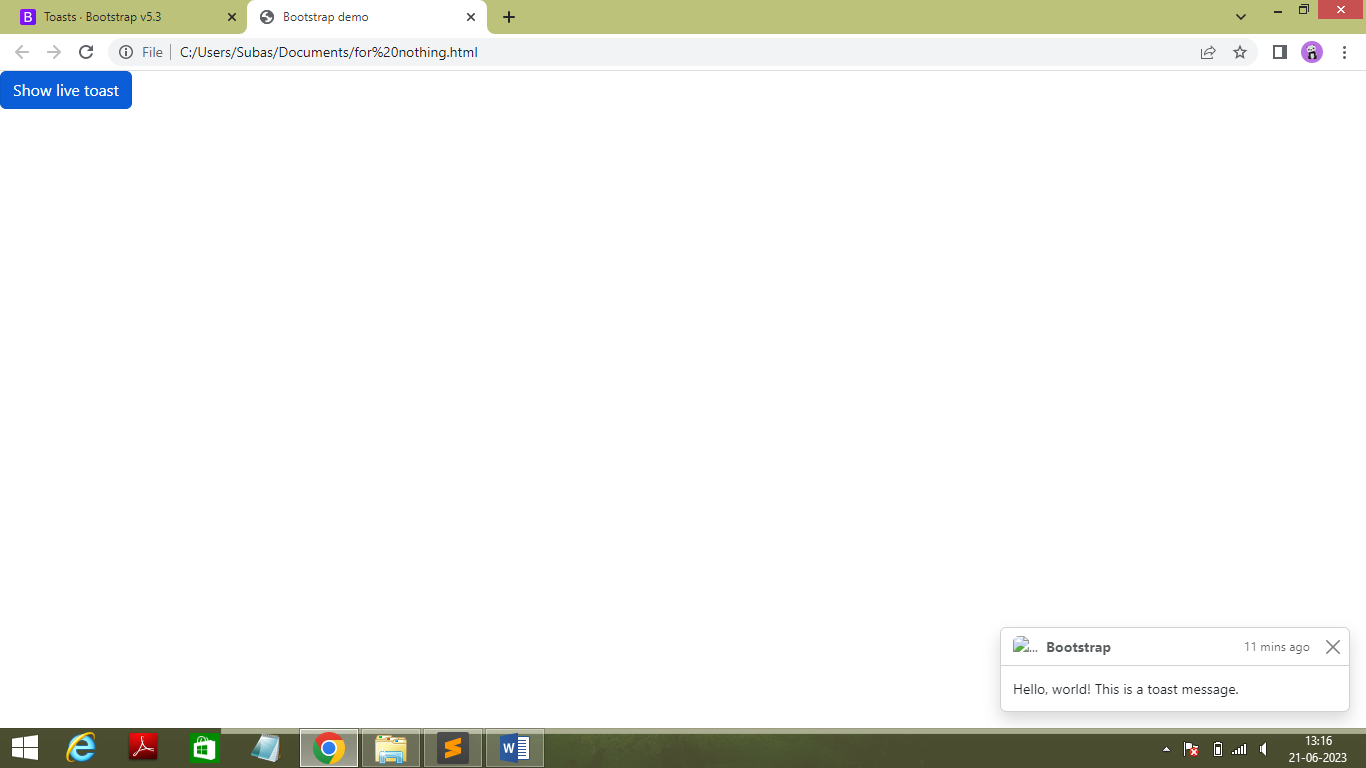 Toasts · Bootstrap v5.3
Bootstrap demo
File
C:/Users/Subas/Documents/for%20nothing.html
Show live toast
...
Bootstrap
11 mins ago
Hello, world! This is a toast message.
13:16
21-06-2023